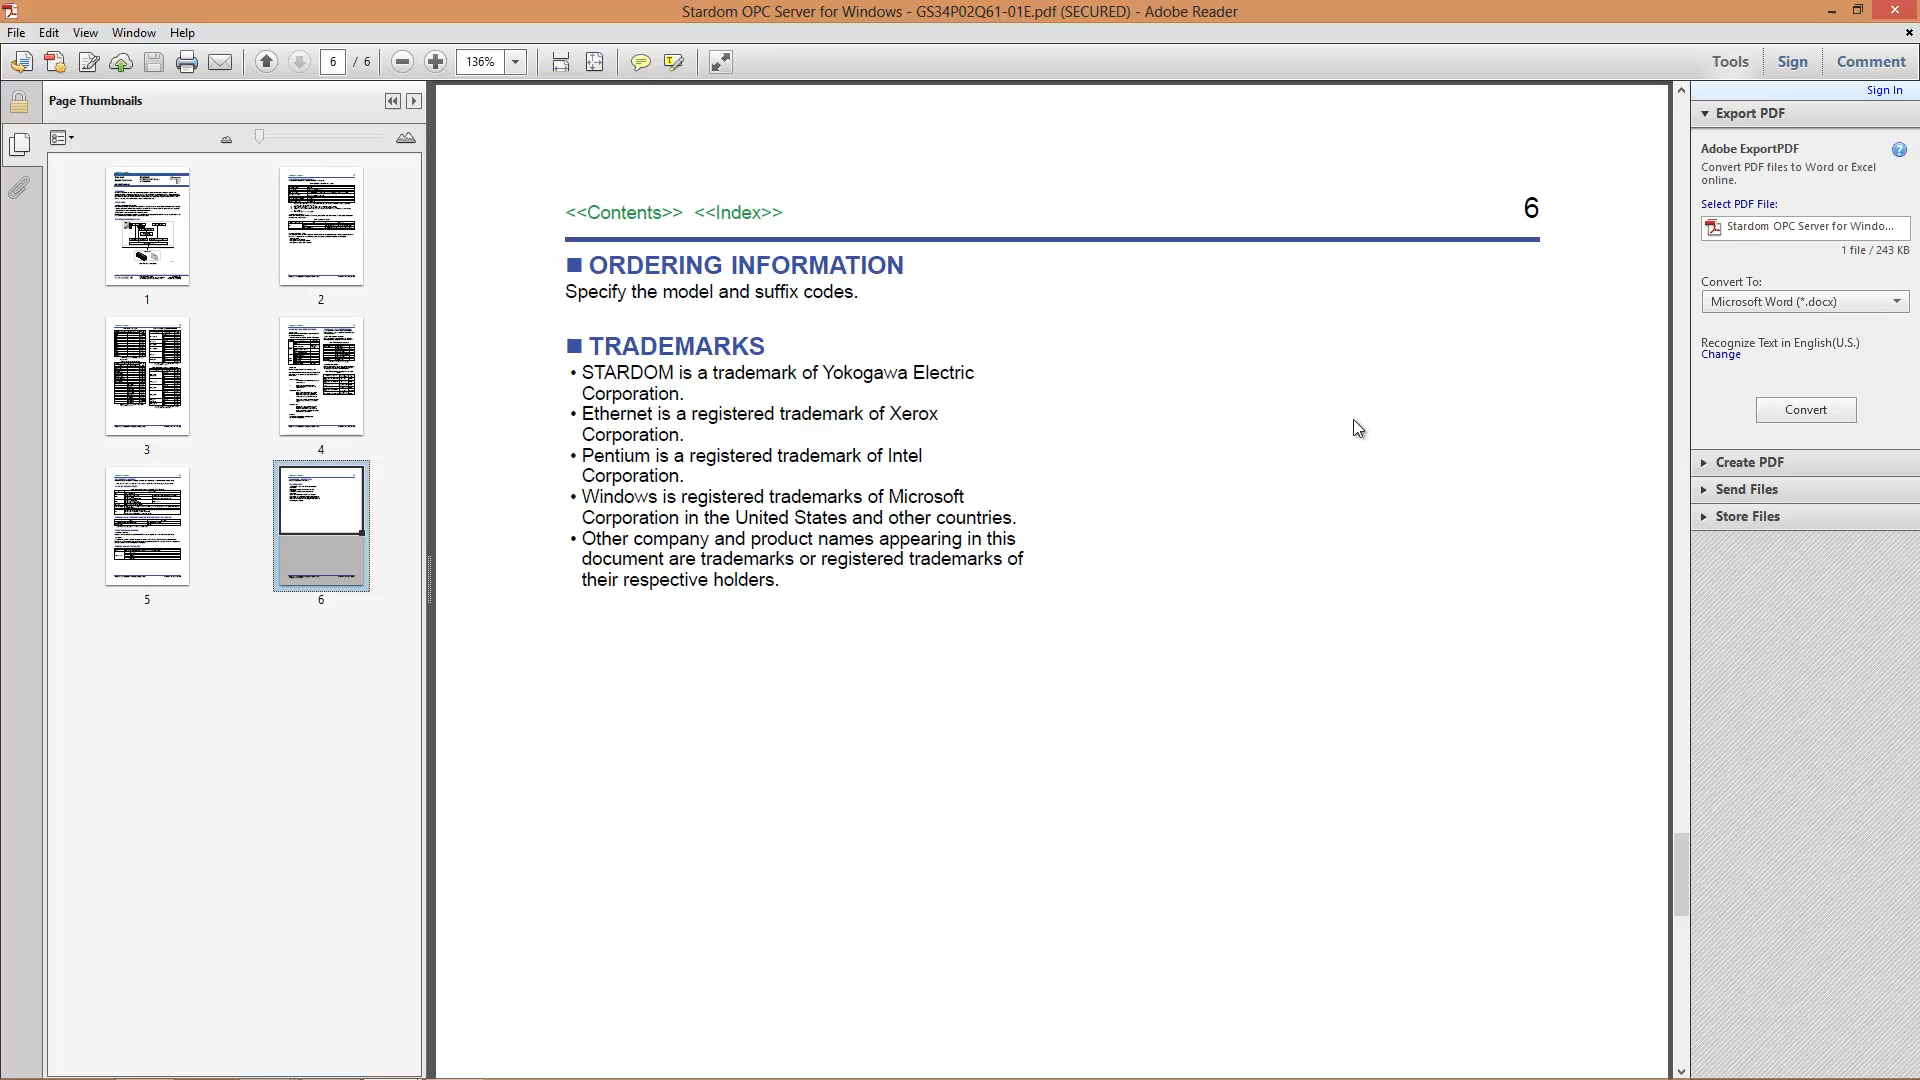 Stardom OPC Server for Windows - GS34P02Q61-01E.pdf (SECURED) - Adobe Reader
File Edit View Window Help
6 / 6 136% Tools Sign Comment
Page Thumbnails
1
2
3
4
5
6
<<Contents>> <<Index>>
6
■ ORDERING INFORMATION
Specify the model and suffix codes.
■ TRADEMARKS
• STARDOM is a trademark of Yokogawa Electric
Corporation.
• Ethernet is a registered trademark of Xerox
Corporation.
• Pentium is a registered trademark of Intel
Corporation.
• Windows is registered trademarks of Microsoft
Corporation in the United States and other countries.
• Other company and product names appearing in this
document are trademarks or registered trademarks of
their respective holders.
Sign In
Export PDF
Adobe ExportPDF
Convert PDF files to Word or Excel
online.
Select PDF File:
Stardom OPC Server for Windo...
1 file / 243 KB
Convert To:
Microsoft Word (*.docx)
Recognize Text in English(U.S.)
Change
Convert
Create PDF
Send Files
Store Files